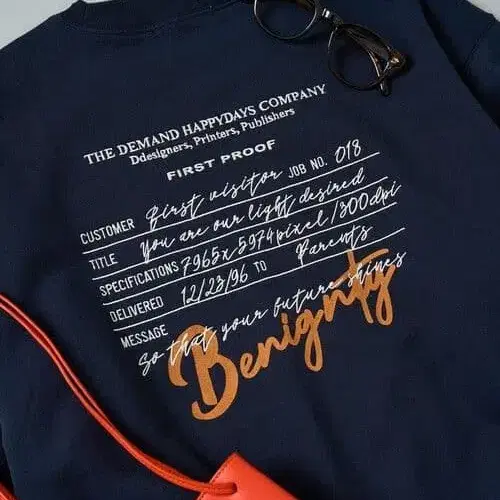 THE DEMAND HAPPYDAYS COMPANY
Ddesigners, Printers, Publishers
FIRST PROOF
CUSTOMER first visitor JOB NO. 018
TITLE You are our light desired
SPECIFICATIONS 7965x5974pixel/300dpi
DELIVERED 12/23/96 TO Parents
MESSAGE
So that your future shines
Benignty